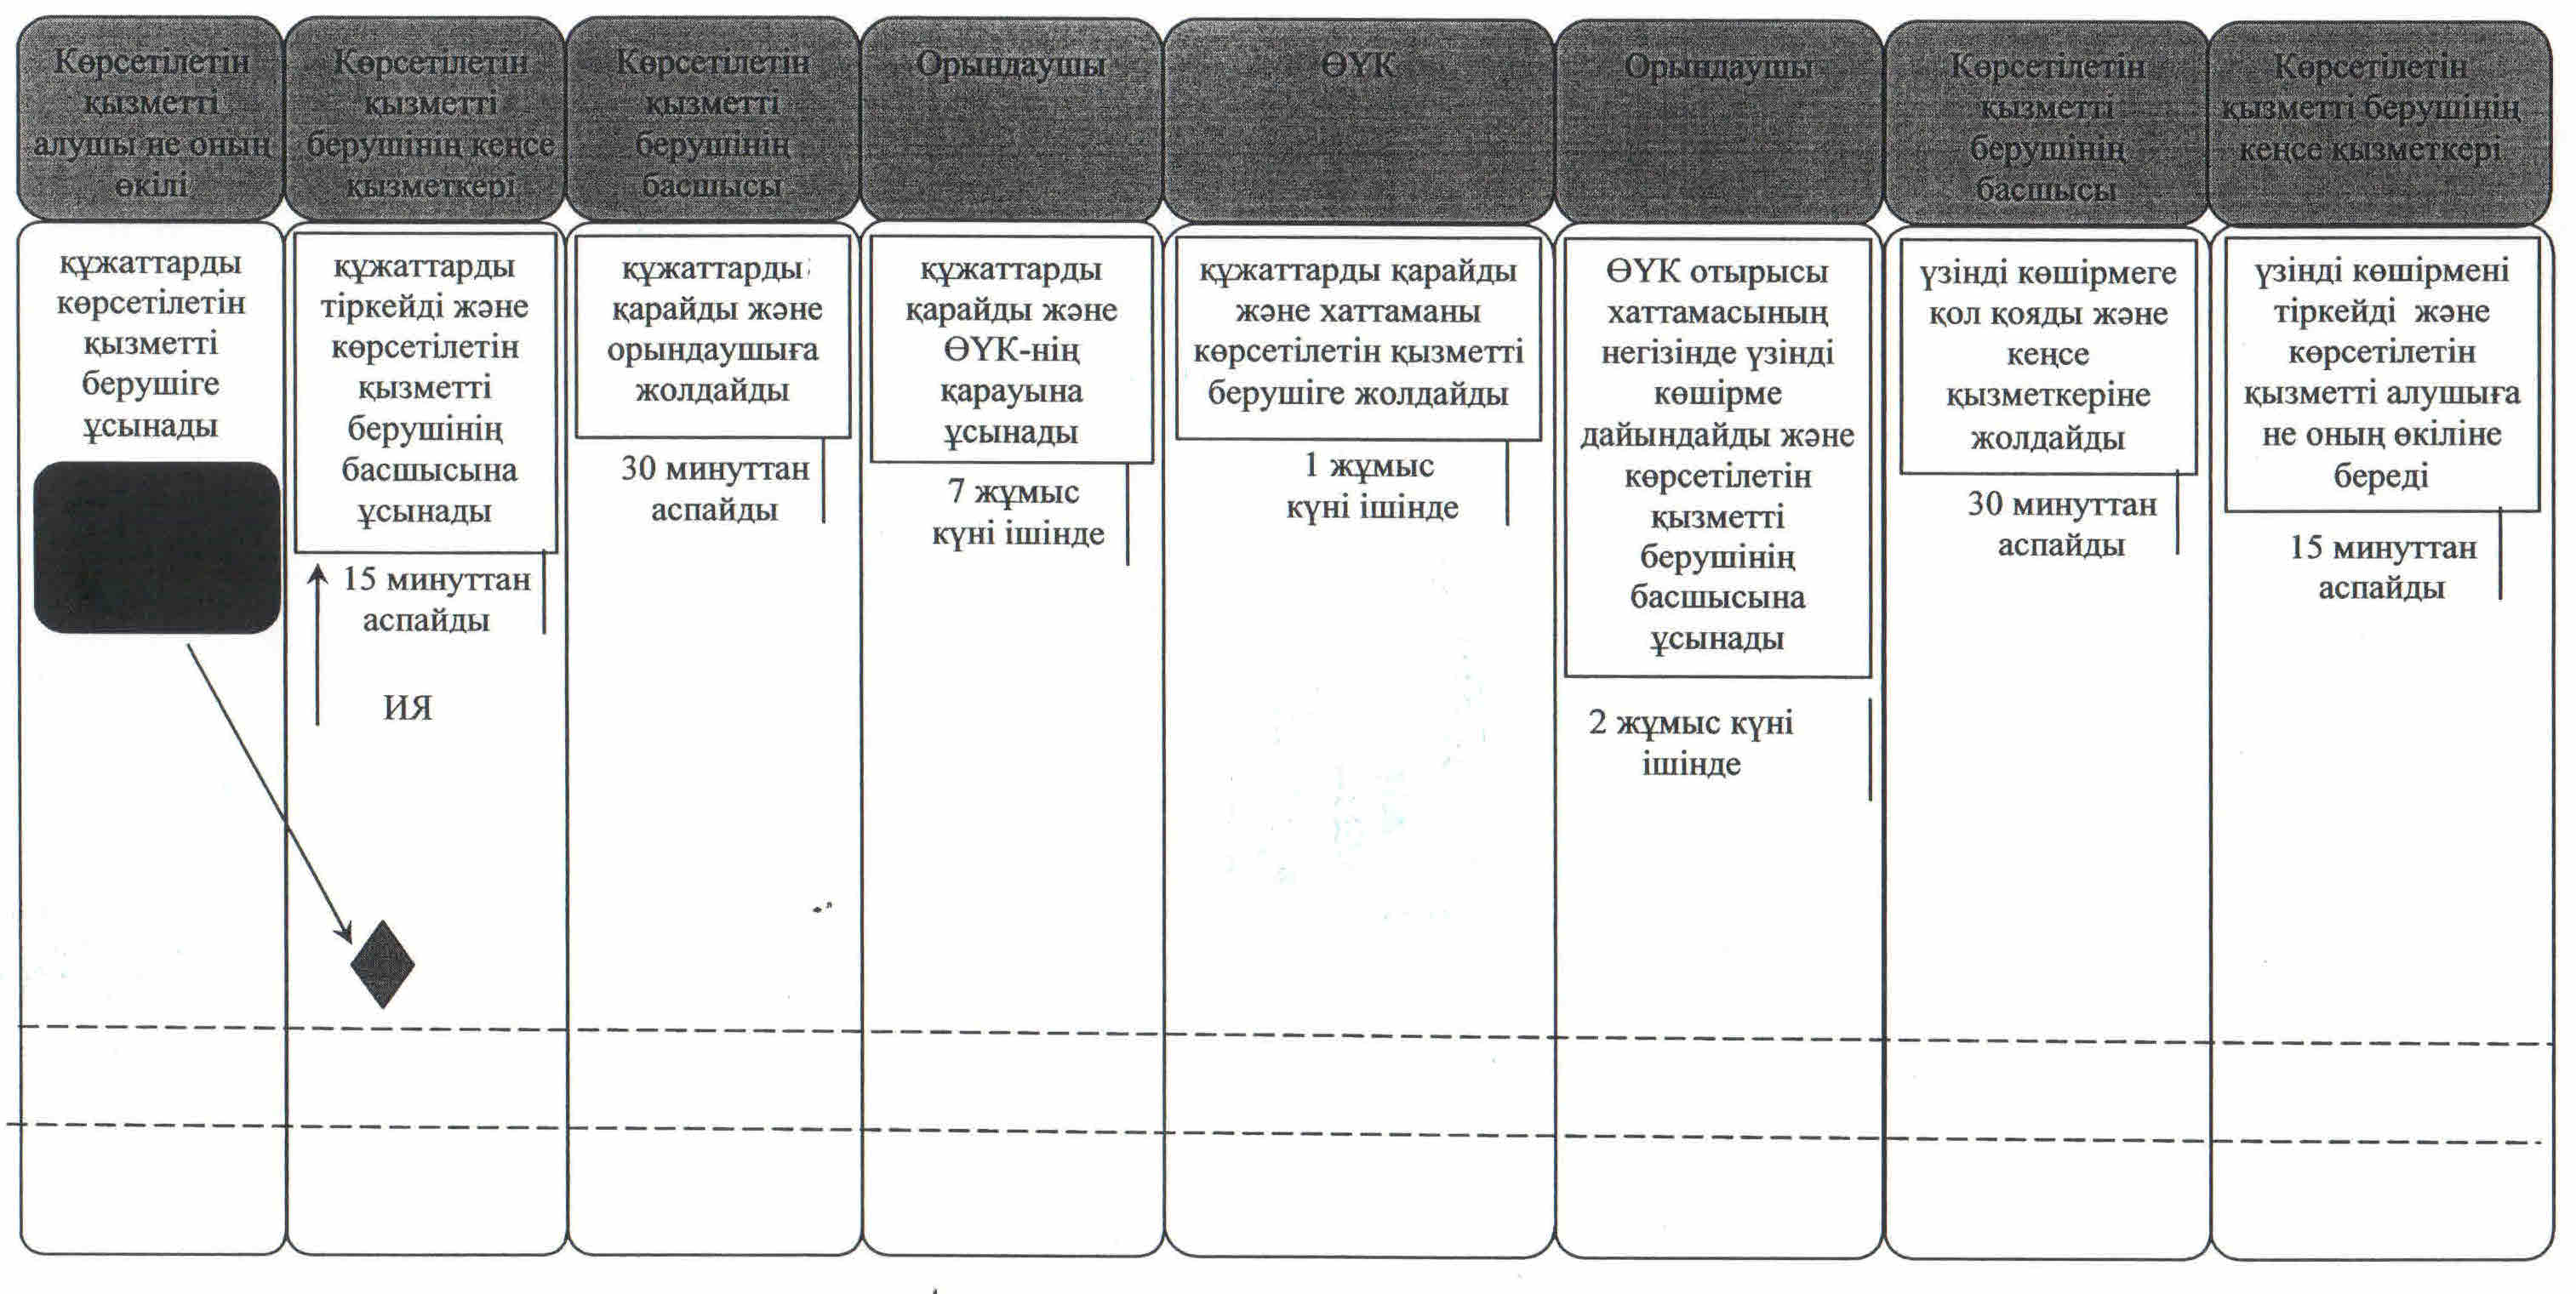 Көрсетілетін
қызметті
алушы не оның
өкілі
Көрсетілетін
қызметті
берушінің кеңсе
қызметкері
Көрсетілетін
қызметті
берушінің
басшысы
Орындаушы
ӨҮК
Орындаушы
Көрсетілетін
қызметті
берушінің
басшысы
Көрсетілетін
қызметті берушінің
кеңсе қызметкері
құжаттарды
көрсетілетін
қызметті
берушіге
ұсынады
құжаттарды
тіркейді және
көрсетілетін
қызметті
берушінің
басшысына
ұсынады
15 минуттан
аспайды
ИЯ
құжаттарды
қарайды және
орындаушыға
жолдайды
30 минуттан
аспайды
құжаттарды
қарайды және
ӨҮК-нің
қарауына
ұсынады
7 жұмыс
күні ішінде
құжаттарды қарайды
және хаттаманы
көрсетілетін қызметті
берушіге жолдайды
1 жұмыс
күні ішінде
ӨҮК отырысы
хаттамасының
негізінде үзінді
көшірме
дайындайды және
көрсетілетін
қызметті
берушінің
басшысына
ұсынады
2 жұмыс күні
ішінде
үзінді көшірмеге
қол қояды және
кеңсе
қызметкеріне
жолдайды
30 минуттан
аспайды
үзінді көшірмені
тіркейді және
көрсетілетін
қызметті алушыға
не оның өкіліне
береді
15 минуттан
аспайды